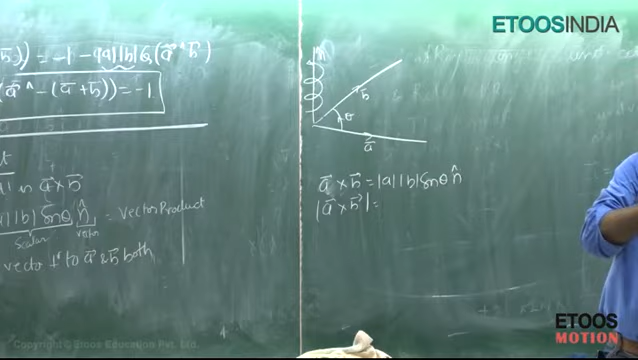 ETOOSINDIA
(b̄)) = -1 - |a||b| cos(a⃗ ^ b⃗)
(a⃗ ^ - (ā + b̄)) = -1
in a⃗ × b⃗
|a||b| sinθ n̂ = vector Product
scalar vector
vector ⊥r to a⃗ & b⃗ both
n̂
b̄
θ
ā
a⃗ × b⃗ = |a||b| sinθ n̂
|a⃗ × b⃗| =
Copyright © Etoos Education Pvt. Ltd.
ETOOS
MOTION